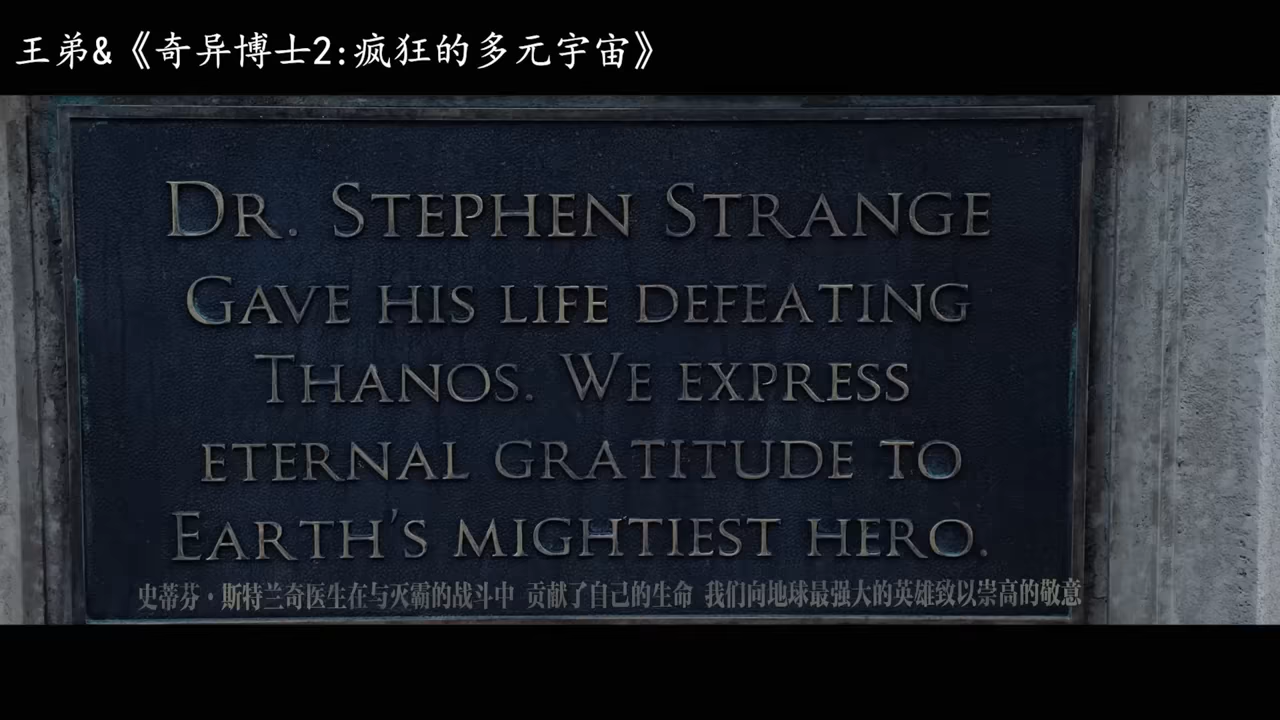 王弟&《奇异博士2:疯狂的多元宇宙》
DR. STEPHEN STRANGE
GAVE HIS LIFE DEFEATING
THANOS. WE EXPRESS
ETERNAL GRATITUDE TO
EARTH'S MIGHTIEST HERO.
史蒂芬·斯特兰奇医生在与灭霸的战斗中 贡献了自己的生命 我们向地球最强大的英雄致以崇高的敬意